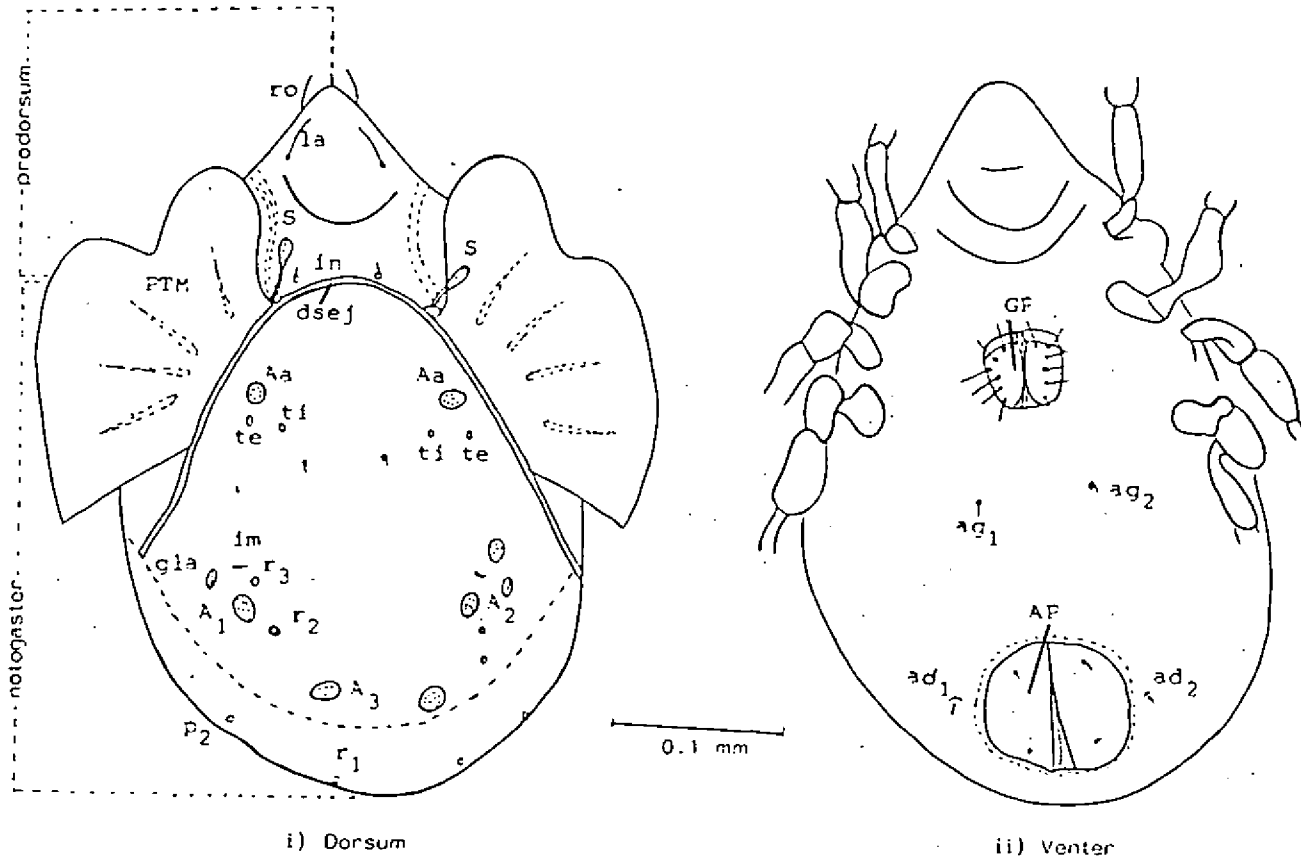 prodorsum
notogaster
ro
la
S
S
in
PTM
dsej
Aa
Aa
te
ti
ti
te
im
gla
r3
A1
r2
A2
A3
P2
r1
0.1 mm
i) Dorsum
GP
ag1
ag2
AP
ad1
ad2
ii) Venter